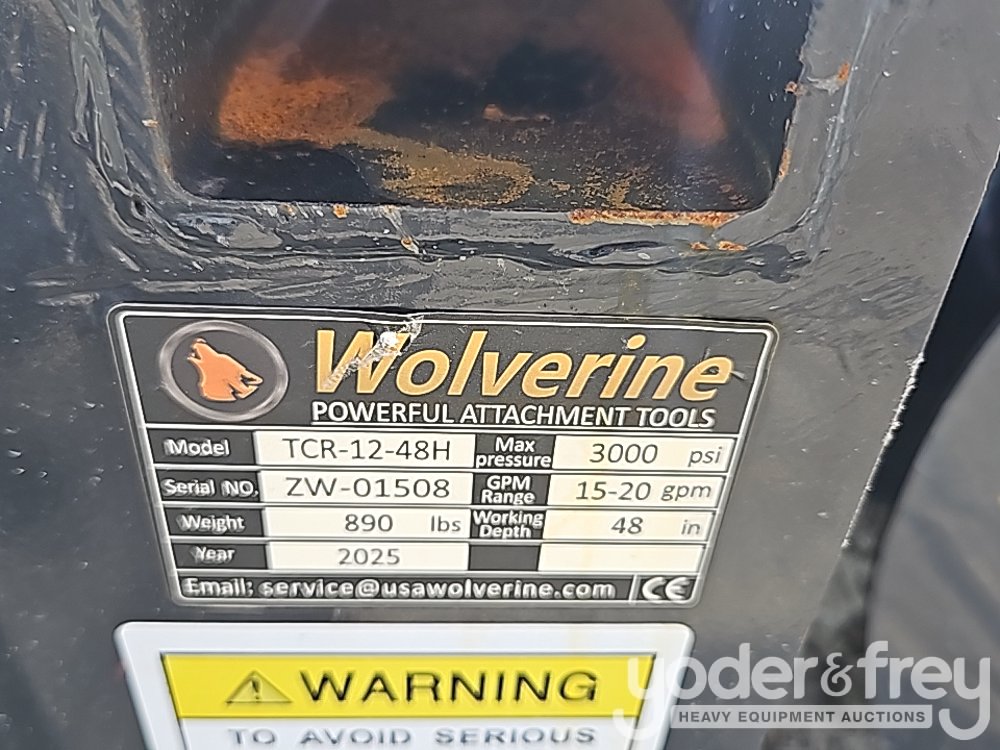 Wolverine
POWERFUL ATTACHMENT TOOLS
Model TCR-12-48H Max pressure 3000 psi
Serial NO. ZW-01508 GPM Range 15-20 gpm
Weight 890 lbs Working Depth 48 in
Year 2025
Email: service@usawolverine.com CE
WARNING
TO AVOID SERIOUS
yoder&frey
HEAVY EQUIPMENT AUCTIONS